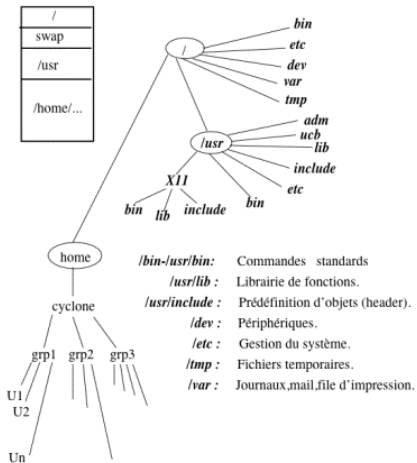 /
swap
/usr
/home/...
/
bin
etc
dev
var
tmp
/usr
adm
ucb
lib
include
etc
bin
X11
bin lib include
home
cyclone
grp1 grp2 grp3
U1
U2
Un
/bin-/usr/bin: Commandes standards
/usr/lib : Librairie de fonctions.
/usr/include : Prédéfinition d'objets (header).
/dev : Périphériques.
/etc : Gestion du système.
/tmp : Fichiers temporaires.
/var : Journaux,mail,file d'impression.